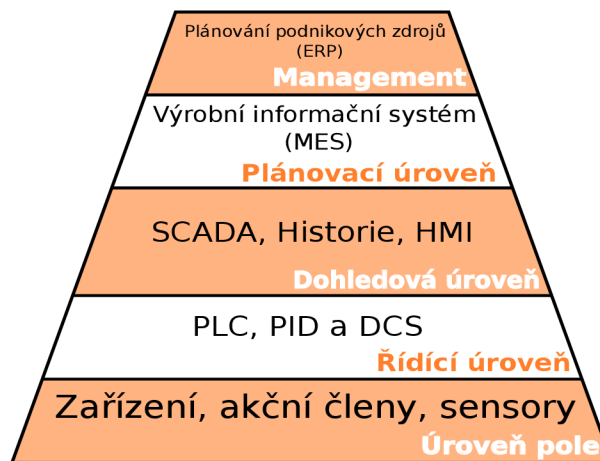 Plánování podnikových zdrojů
(ERP)
Management
Výrobní informační systém
(MES)
Plánovací úroveň
SCADA, Historie, HMI
Dohledová úroveň
PLC, PID a DCS
Řídící úroveň
Zařízení, akční členy, sensory
Úroveň pole